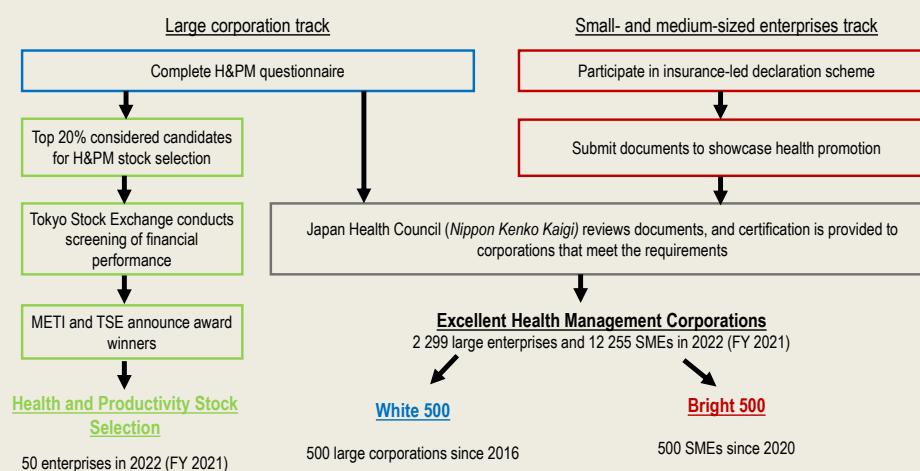 Large corporation track
Small- and medium-sized enterprises track
Complete H&PM questionnaire
Participate in insurance-led declaration scheme
Top 20% considered candidates
for H&PM stock selection
Submit documents to showcase health promotion
Tokyo Stock Exchange conducts
screening of financial
performance
Japan Health Council (Nippon Kenko Kaigi) reviews documents, and certification is provided to
corporations that meet the requirements
METI and TSE announce award
winners
Excellent Health Management Corporations
2 299 large enterprises and 12 255 SMEs in 2022 (FY 2021)
Health and Productivity Stock
Selection
50 enterprises in 2022 (FY 2021)
White 500
500 large corporations since 2016
Bright 500
500 SMEs since 2020